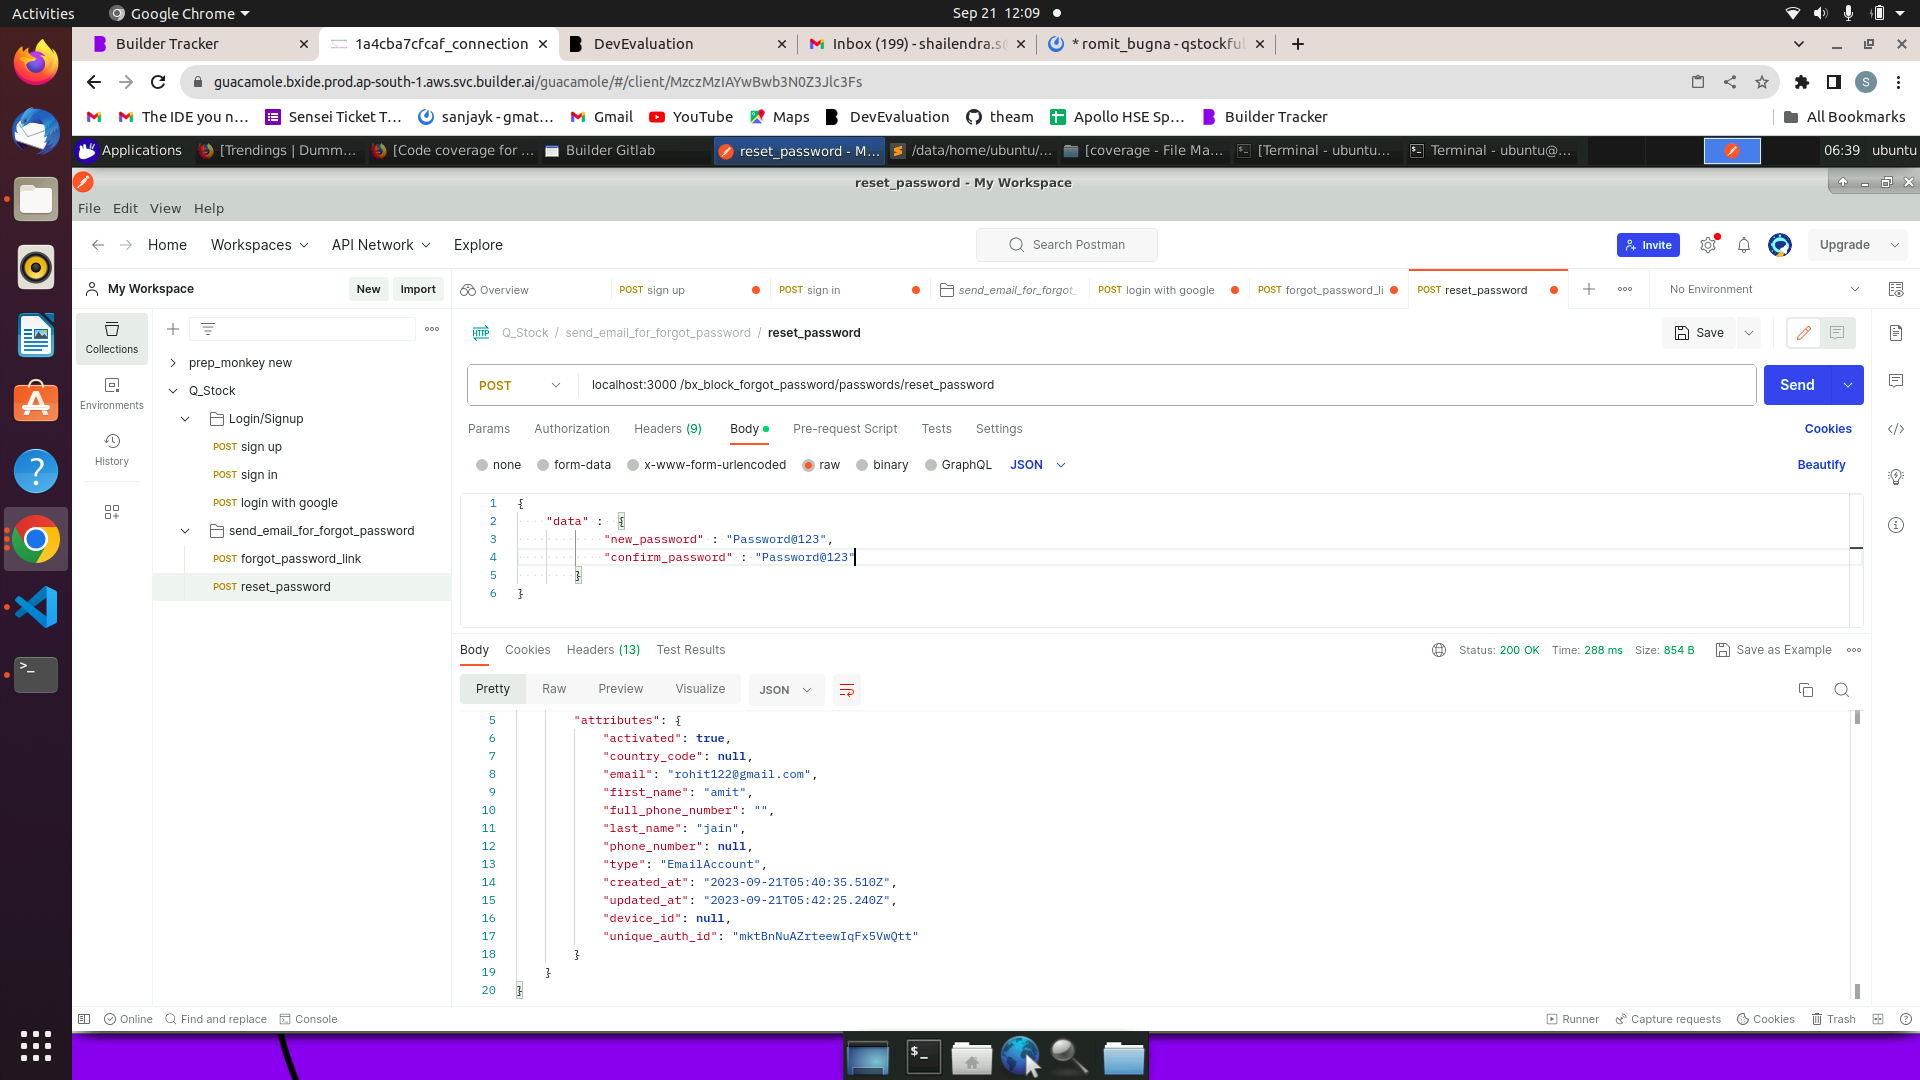 Activities
Google Chrome
Sep 21 12:09
Builder Tracker
1a4cba7cfcaf_connection
DevEvaluation
Inbox (199) - shailendra.s
* romit_bugna - qstockful
guacamole.bxide.prod.ap-south-1.aws.svc.builder.ai/guacamole/#/client/MzczMzIAYwBwb3N0Z3Jlc3Fs
S
The IDE you n...
Sensei Ticket T...
sanjayk - gmat...
Gmail
YouTube
Maps
DevEvaluation
theam
Apollo HSE Sp...
Builder Tracker
All Bookmarks
Applications
[Trendings | Dumm...
[Code coverage for ...
Builder Gitlab
reset_password - M...
/data/home/ubuntu/...
[coverage - File Ma...
[Terminal - ubuntu...
Terminal - ubuntu@...
06:39
ubuntu
reset_password - My Workspace
File Edit View Help
Home
Workspaces
API Network
Explore
Search Postman
Invite
Upgrade
My Workspace
New
Import
Overview
POST sign up
POST sign in
send_email_for_forgot_
POST login with google
POST forgot_password_li
POST reset_password
No Environment
Collections
Environments
History
prep_monkey new
Q_Stock
Login/Signup
POST sign up
POST sign in
POST login with google
send_email_for_forgot_password
POST forgot_password_link
POST reset_password
HTTP
Q_Stock / send_email_for_forgot_password / reset_password
Save
POST
localhost:3000 /bx_block_forgot_password/passwords/reset_password
Send
Params
Authorization
Headers (9)
Body
Pre-request Script
Tests
Settings
Cookies
none
form-data
x-www-form-urlencoded
raw
binary
GraphQL
JSON
Beautify
1 {
2 "data" : {
3 "new_password" : "Password@123",
4 "confirm_password" : "Password@123"
5 }
6 }
Body
Cookies
Headers (13)
Test Results
Status: 200 OK
Time: 288 ms
Size: 854 B
Save as Example
Pretty
Raw
Preview
Visualize
JSON
5 "attributes": {
6 "activated": true,
7 "country_code": null,
8 "email": "rohit122@gmail.com",
9 "first_name": "amit",
10 "full_phone_number": "",
11 "last_name": "jain",
12 "phone_number": null,
13 "type": "EmailAccount",
14 "created_at": "2023-09-21T05:40:35.510Z",
15 "updated_at": "2023-09-21T05:42:25.240Z",
16 "device_id": null,
17 "unique_auth_id": "mktBnNuAZrteewIqFx5VwQtt"
18 }
19 }
20 }
Online
Find and replace
Console
Runner
Capture requests
Cookies
Trash